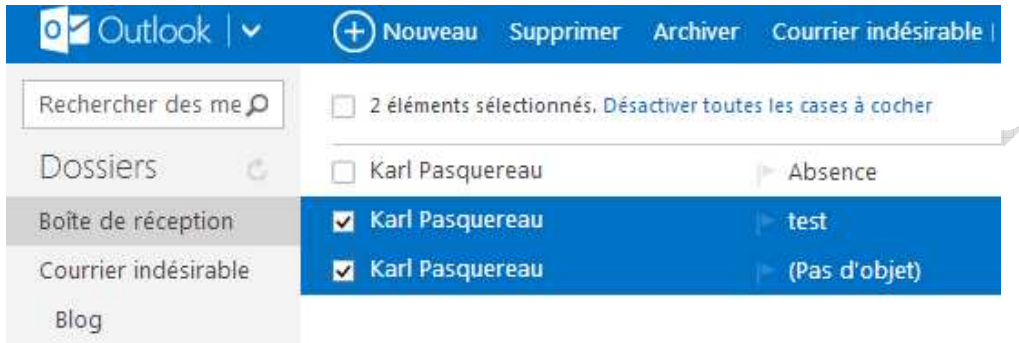 Outlook | Nouveau Supprimer Archiver Courrier indésirable |
Rechercher des me
2 éléments sélectionnés. Désactiver toutes les cases à cocher
Dossiers
Karl Pasquereau Absence
Boîte de réception
Karl Pasquereau test
Courrier indésirable
Karl Pasquereau (Pas d'objet)
Blog